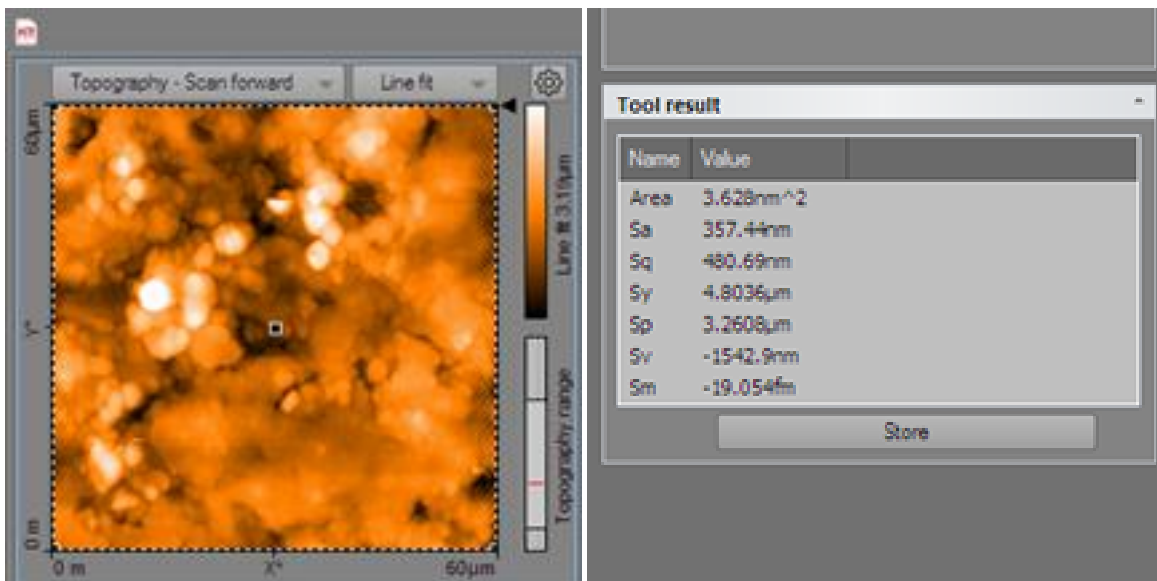 Topography - Scan forward
Line fit
60µm
Y*
0 m
0 m
X*
60µm
Line fit 3.19µm
Topography range
Tool result
Name Value
Area 3.628nm^2
Sa 357.44nm
Sq 480.69nm
Sy 4.8036µm
Sp 3.2608µm
Sv -1542.9nm
Sm -19.054fm
Store